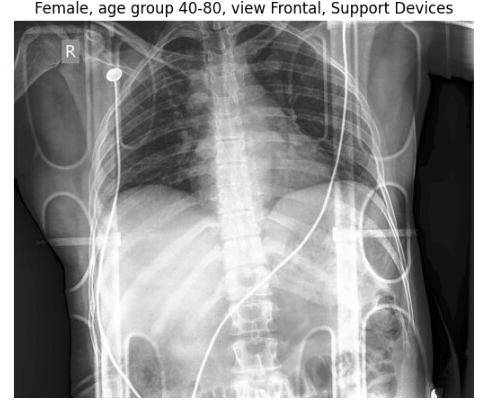 Female, age group 40-80, view Frontal, Support Devices
R